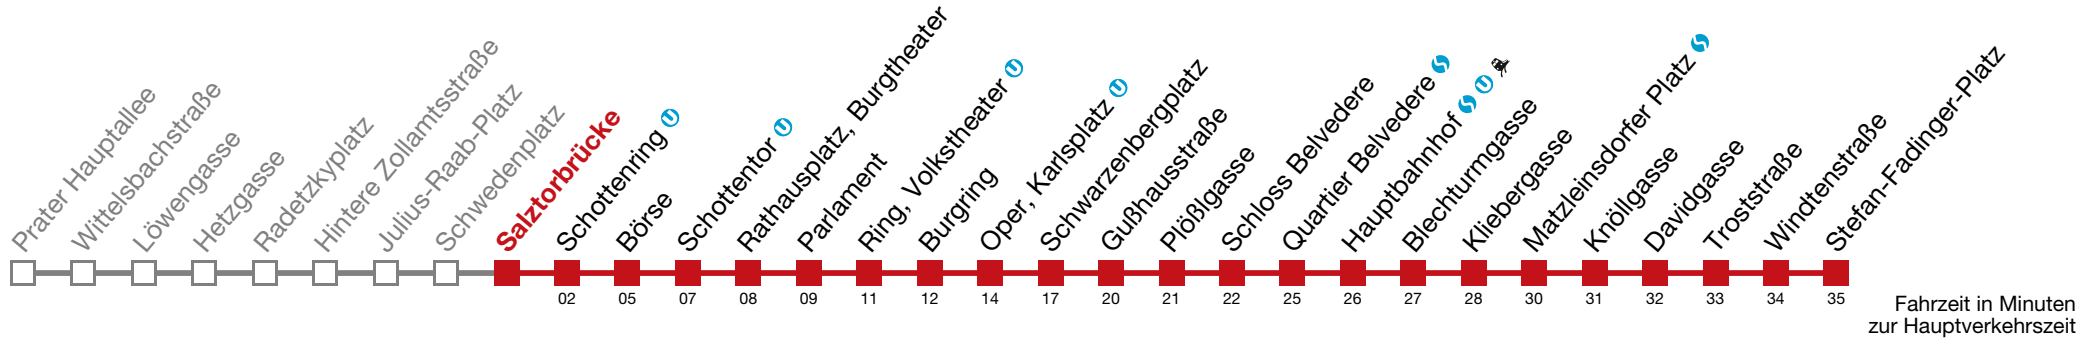 Prater Hauptallee
Wittelsbachstraße
Löwengasse
Hetzgasse
Radetzkyplatz
Hintere Zollamtsstraße
Julius-Raab-Platz
Schwedenplatz
Salztorbrücke
Schottenring U
Börse
Schottentor U
Rathausplatz, Burgtheater
Parlament
Ring, Volkstheater U
Burgring
Oper, Karlsplatz U
Schwarzenbergplatz
Gußhausstraße
Plößlgasse
Schloss Belvedere
Quartier Belvedere S
Hauptbahnhof S U
Blechturmgasse
Kliebergasse
Matzleinsdorfer Platz S
Knöllgasse
Davidgasse
Troststraße
Windtenstraße
Stefan-Fadinger-Platz
02 05 07 08 09 11 12 14 17 20 21 22 25 26 27 28 30 31 32 33 34 35
Fahrzeit in Minuten
zur Hauptverkehrszeit